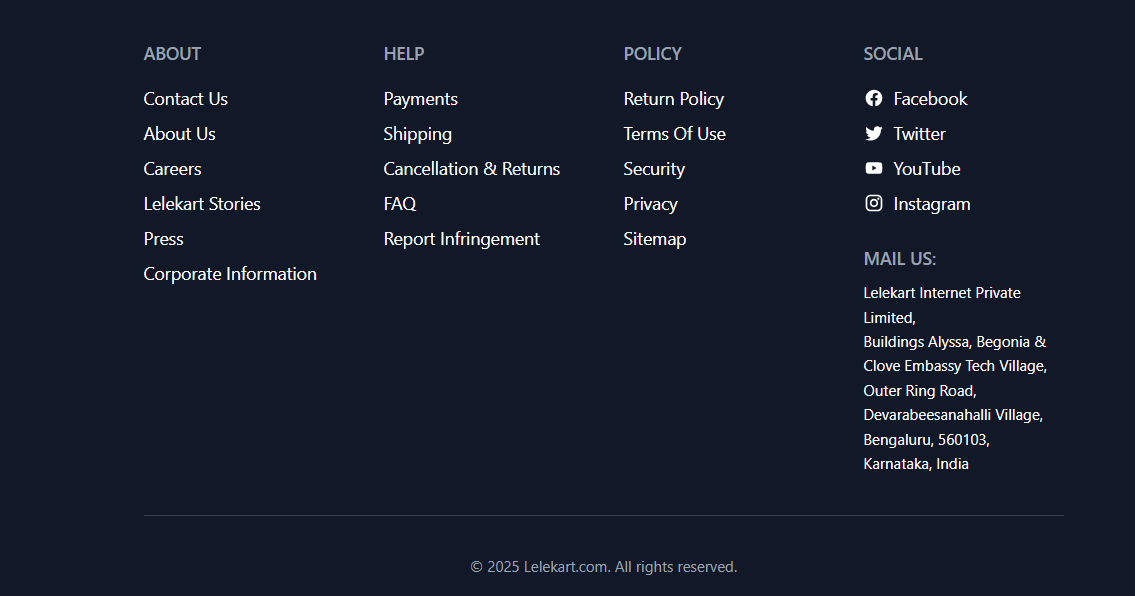 ABOUT
Contact Us
About Us
Careers
Lelekart Stories
Press
Corporate Information
HELP
Payments
Shipping
Cancellation & Returns
FAQ
Report Infringement
POLICY
Return Policy
Terms Of Use
Security
Privacy
Sitemap
SOCIAL
Facebook
Twitter
YouTube
Instagram
MAIL US:
Lelekart Internet Private
Limited,
Buildings Alyssa, Begonia &
Clove Embassy Tech Village,
Outer Ring Road,
Devarabeesanahalli Village,
Bengaluru, 560103,
Karnataka, India
© 2025 Lelekart.com. All rights reserved.